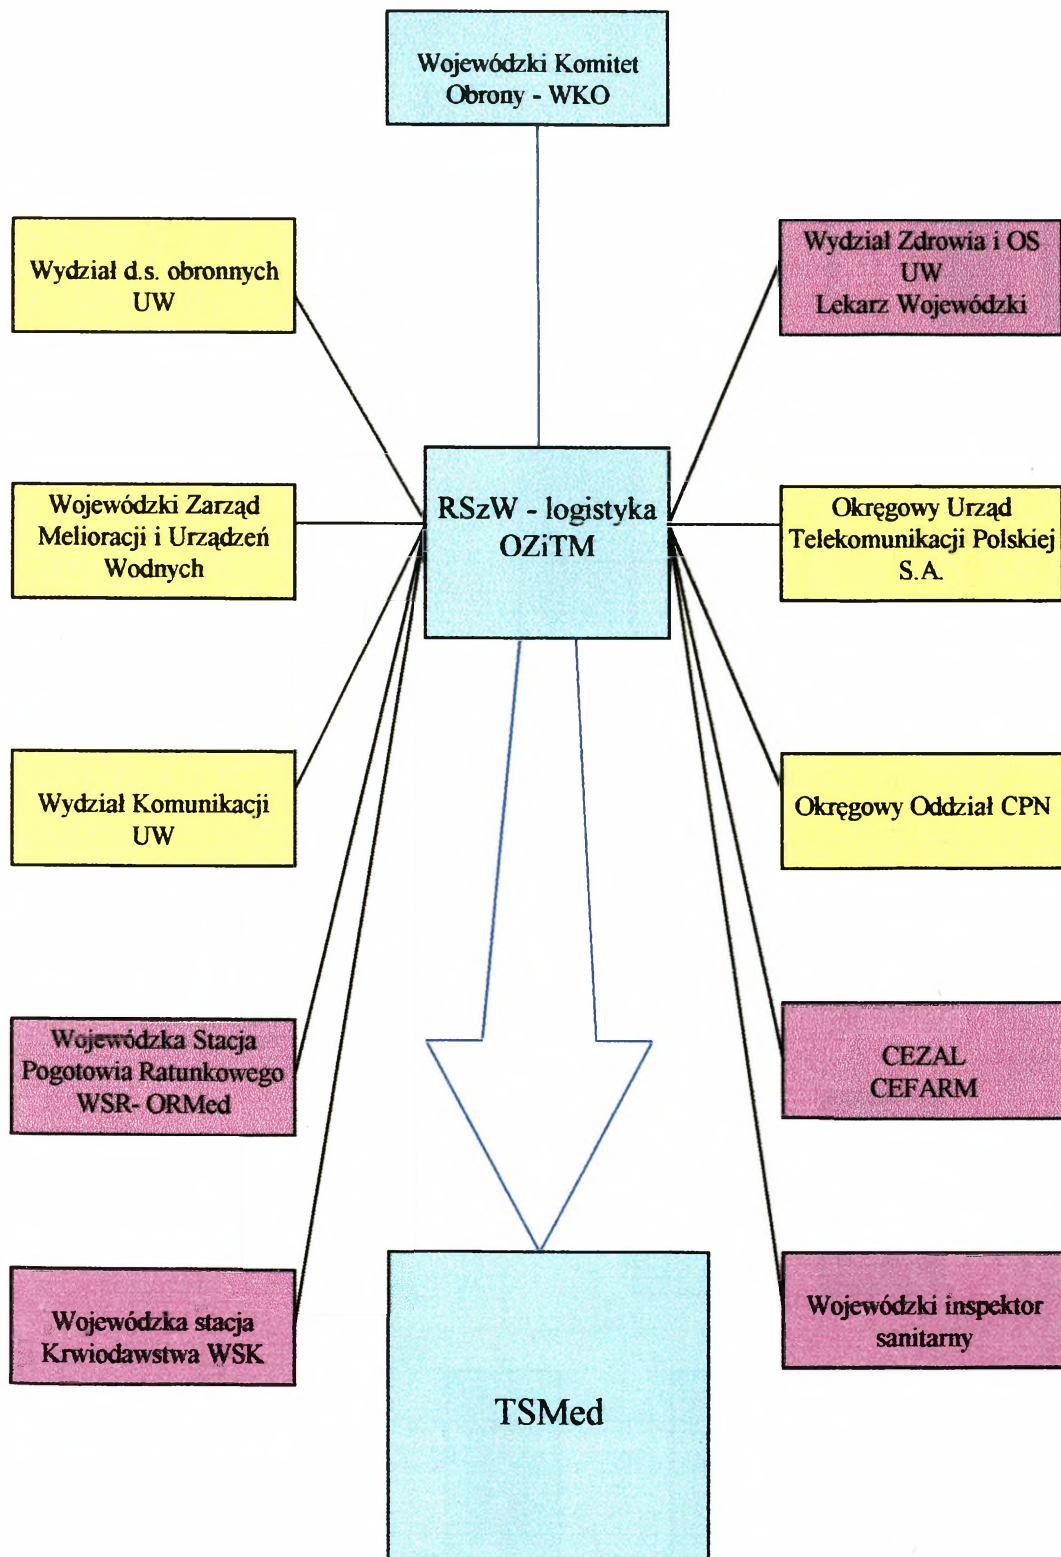 Wojewódzki Komitet
Obrony - WKO
Wydział d.s. obronnych
UW
Wydział Zdrowia i OS
UW
Lekarz Wojewódzki
Wojewódzki Zarząd
Melioracji i Urządzeń
Wodnych
RSzW - logistyka
OZiTM
Okręgowy Urząd
Telekomunikacji Polskiej
S.A.
Wydział Komunikacji
UW
Okręgowy Oddział CPN
Wojewódzka Stacja
Pogotowia Ratunkowego
WSR- ORMed
CEZAL
CEFARM
Wojewódzka stacja
Krwiodawstwa WSK
Wojewódzki inspektor
sanitarny
TSMed